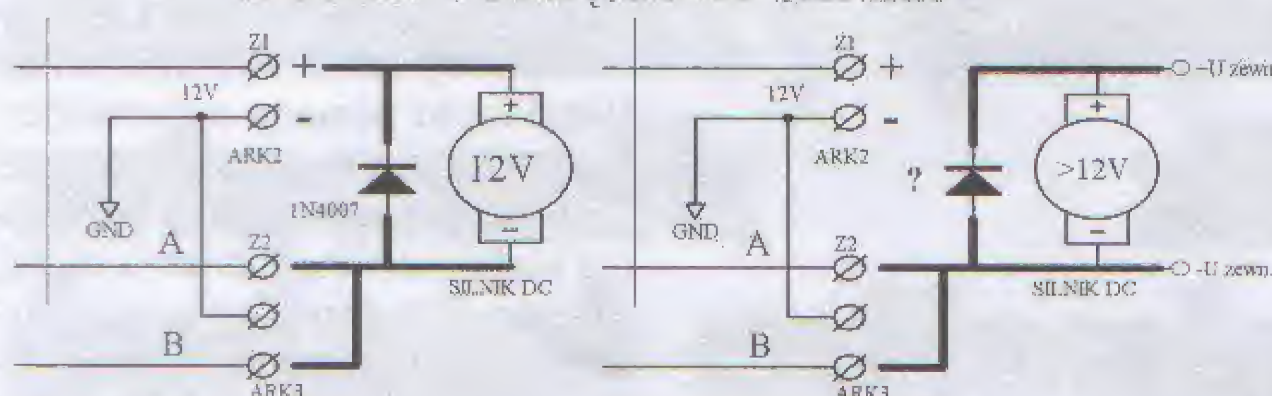 Z1
+
12V
-
ARK2
1N4007
+
12V
-
GND
A
Z2
SILNIK DC
B
ARK3
Z1
+
12V
-
ARK2
?
+
>12V
-
GND
A
Z2
SILNIK DC
B
ARK3
-U zewn.
-U zewn.